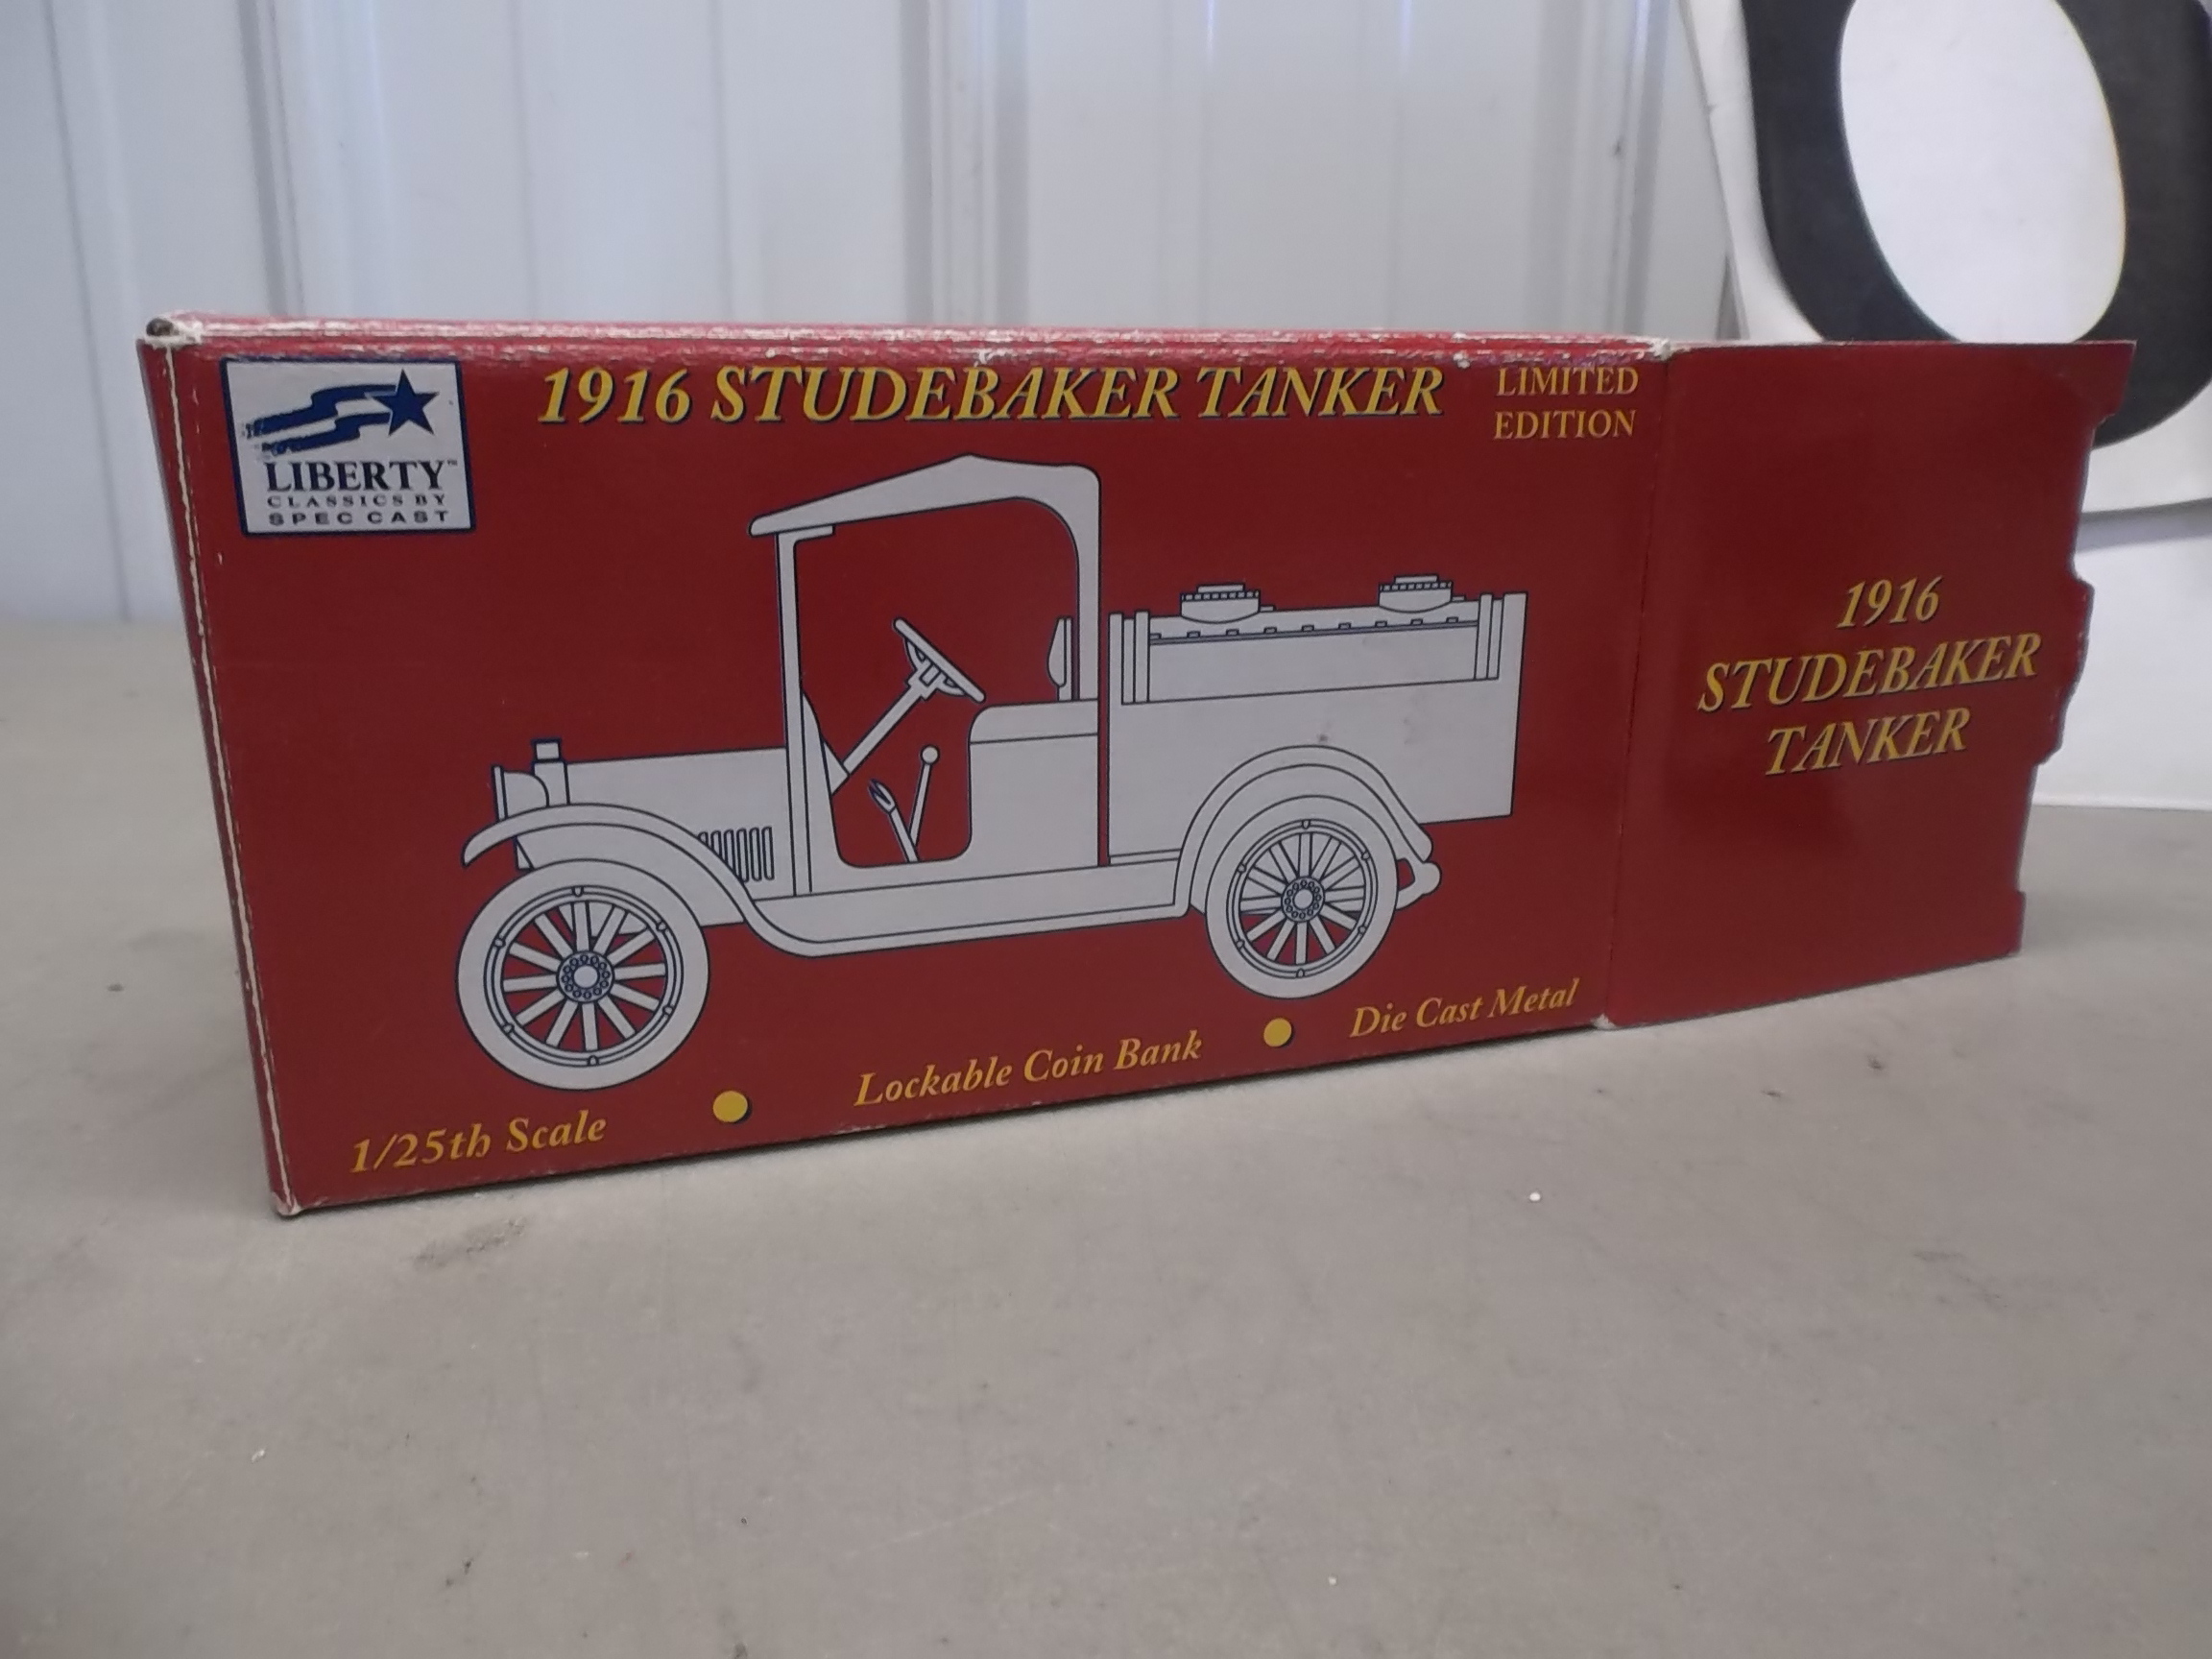 LIBERTY™
CLASSICS BY
SPEC CAST
1916 STUDEBAKER TANKER
LIMITED
EDITION
1/25th Scale
Lockable Coin Bank
Die Cast Metal
1916
STUDEBAKER
TANKER